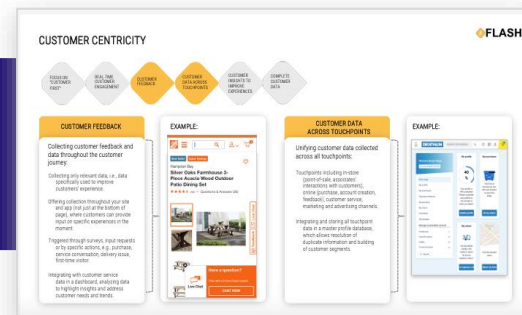 CUSTOMER CENTRICITY
FLASH
FOCUS ON
"CUSTOMER
FIRST"
REAL TIME
CUSTOMER
ENGAGEMENT
CUSTOMER
FEEDBACK
CUSTOMER
DATA ACROSS
TOUCHPOINTS
CUSTOMER
INSIGHTS TO
IMPROVE
EXPERIENCES
COMPLETE
CUSTOMER
DATA
CUSTOMER FEEDBACK
Collecting customer feedback and
data throughout the customer
journey:
Collecting only relevant data, i.e., data
specifically used to improve
customers' experience.
Offering collection throughout your site
and app (not just at the bottom of
page), where customers can provide
input on specific experiences in the
moment.
Triggered through surveys, input requests
or by specific actions, e.g., purchase,
service conversation, delivery issue,
first-time visitor.
Integrating with customer service
data in a dashboard, analyzing data
to highlight insights and address
customer needs and trends.
EXAMPLE:
Hampton Bay
Silver Oaks Farmhouse 3-
Piece Acacia Wood Outdoor
Patio Dining Set
Live Chat
Have a question?
CHAT NOW
CUSTOMER DATA
ACROSS TOUCHPOINTS
Unifying customer data collected
across all touchpoints:
Touchpoints including in-store
(point-of-sale, associates'
interactions with customers),
online (purchase, account creation,
feedback), customer service,
marketing and advertising channels.
Integrating and storing all touchpoint
data in a master profile database,
which allows resolution of
duplicate information and building
of customer segments.
EXAMPLE:
DECATHLON
40